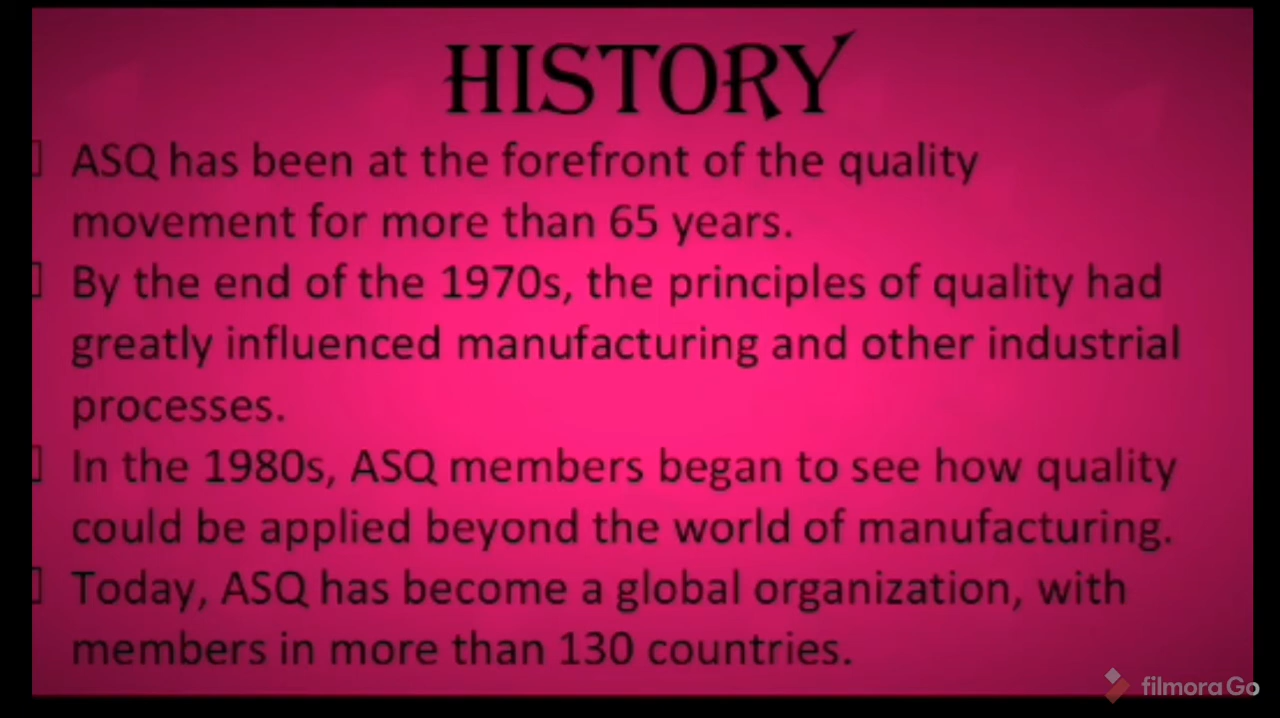 HISTORY
ASQ has been at the forefront of the quality
movement for more than 65 years.
By the end of the 1970s, the principles of quality had
greatly influenced manufacturing and other industrial
processes.
In the 1980s, ASQ members began to see how quality
could be applied beyond the world of manufacturing.
Today, ASQ has become a global organization, with
members in more than 130 countries.
filmoraGo